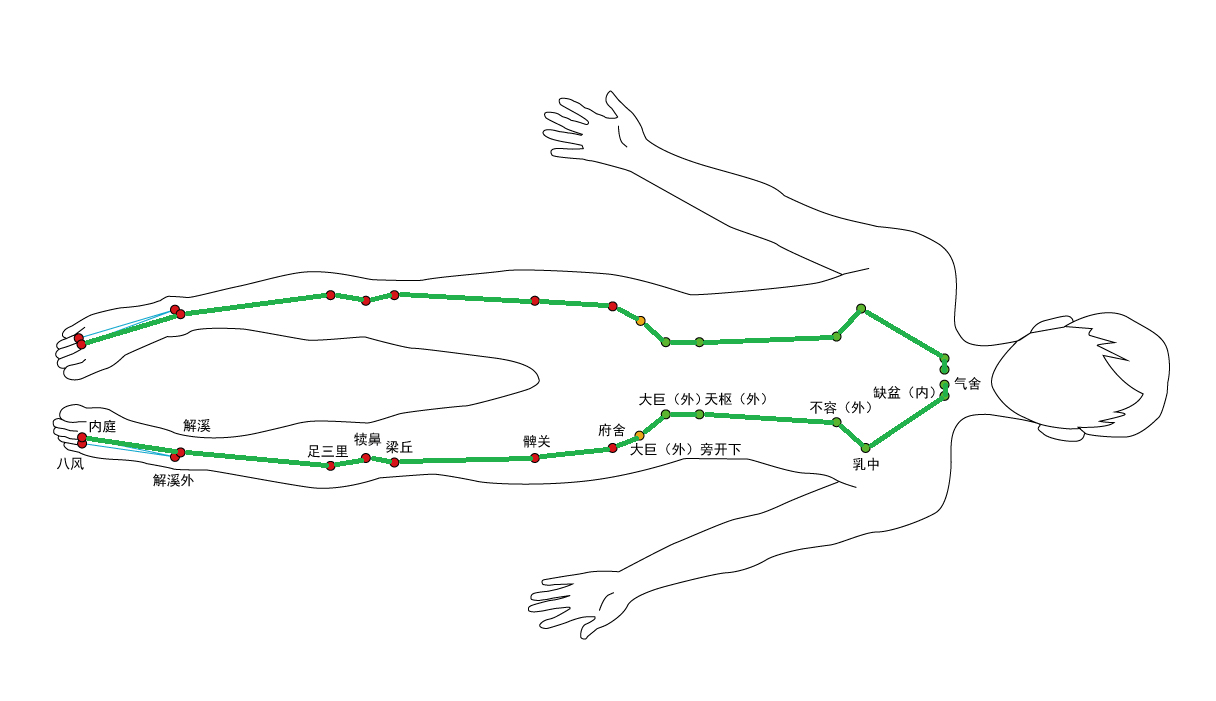 气舍
缺盆（内）
大巨（外）
天枢（外）
不容（外）
内庭
解溪
府舍
犊鼻
髀关
梁丘
足三里
大巨（外）旁开下
八风
乳中
解溪外